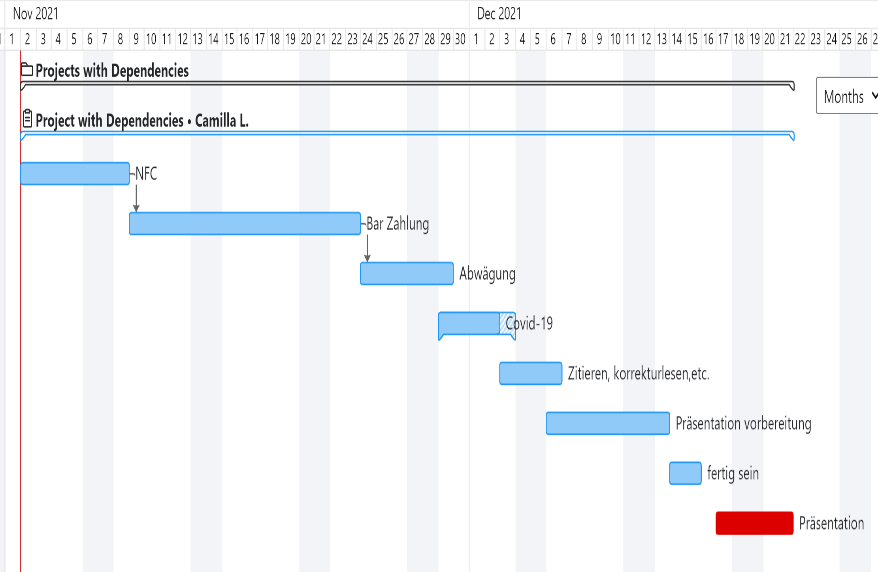 Nov 2021 Dec 2021
1 2 3 4 5 6 7 8 9 10 11 12 13 14 15 16 17 18 19 20 21 22 23 24 25 26 27 28 29 30 1 2 3 4 5 6 7 8 9 10 11 12 13 14 15 16 17 18 19 20 21 22 23 24 25 26
Projects with Dependencies
Months
Project with Dependencies • Camilla L.
NFC
Bar Zahlung
Abwägung
Covid-19
Zitieren, korrekturlesen,etc.
Präsentation vorbereitung
fertig sein
Präsentation